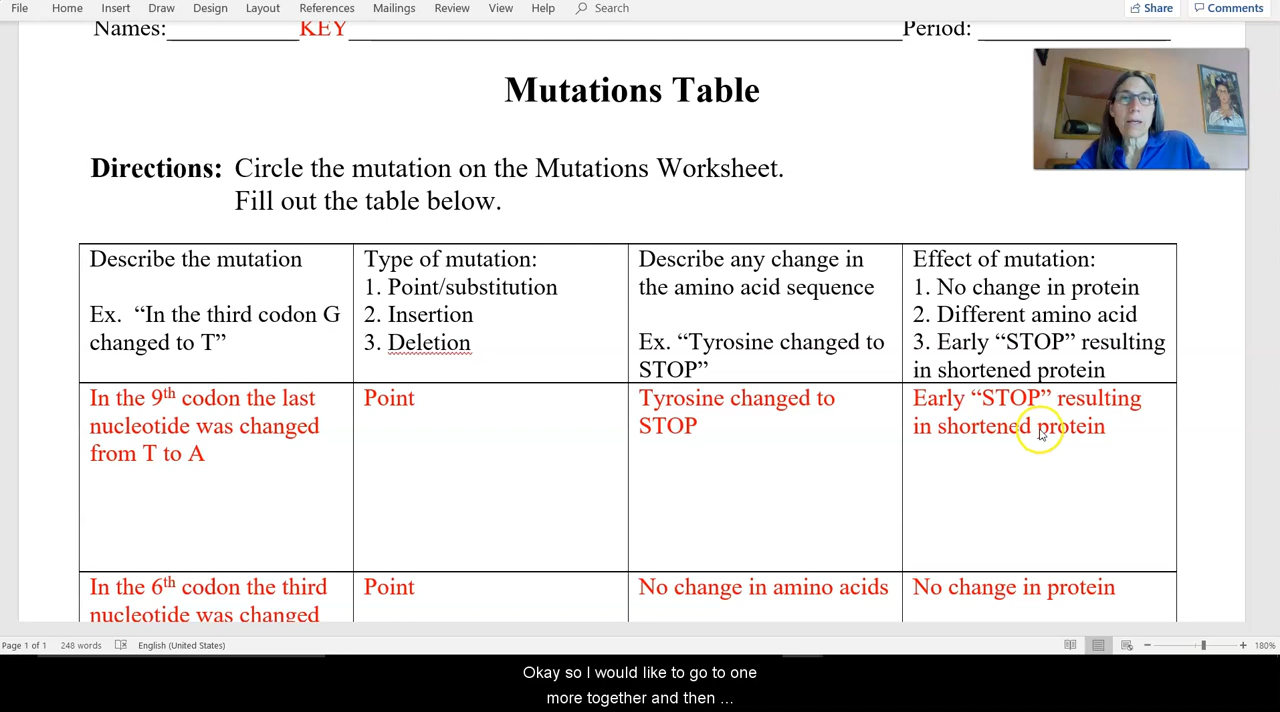 File Home Insert Draw Design Layout References Mailings Review View Help Search Share Comments
Names:____________KEY____________________________________________Period: ________________
Mutations Table
Directions: Circle the mutation on the Mutations Worksheet.
Fill out the table below.
Describe the mutation
Ex. “In the third codon G
changed to T”
Type of mutation:
1. Point/substitution
2. Insertion
3. Deletion
Describe any change in
the amino acid sequence
Ex. “Tyrosine changed to
STOP”
Effect of mutation:
1. No change in protein
2. Different amino acid
3. Early “STOP” resulting
in shortened protein
In the 9th codon the last
nucleotide was changed
from T to A
Point
Tyrosine changed to
STOP
Early “STOP” resulting
in shortened protein
In the 6th codon the third
nucleotide was changed
Point
No change in amino acids
No change in protein
Page 1 of 1 248 words English (United States) 180%
Okay so I would like to go to one
more together and then ...